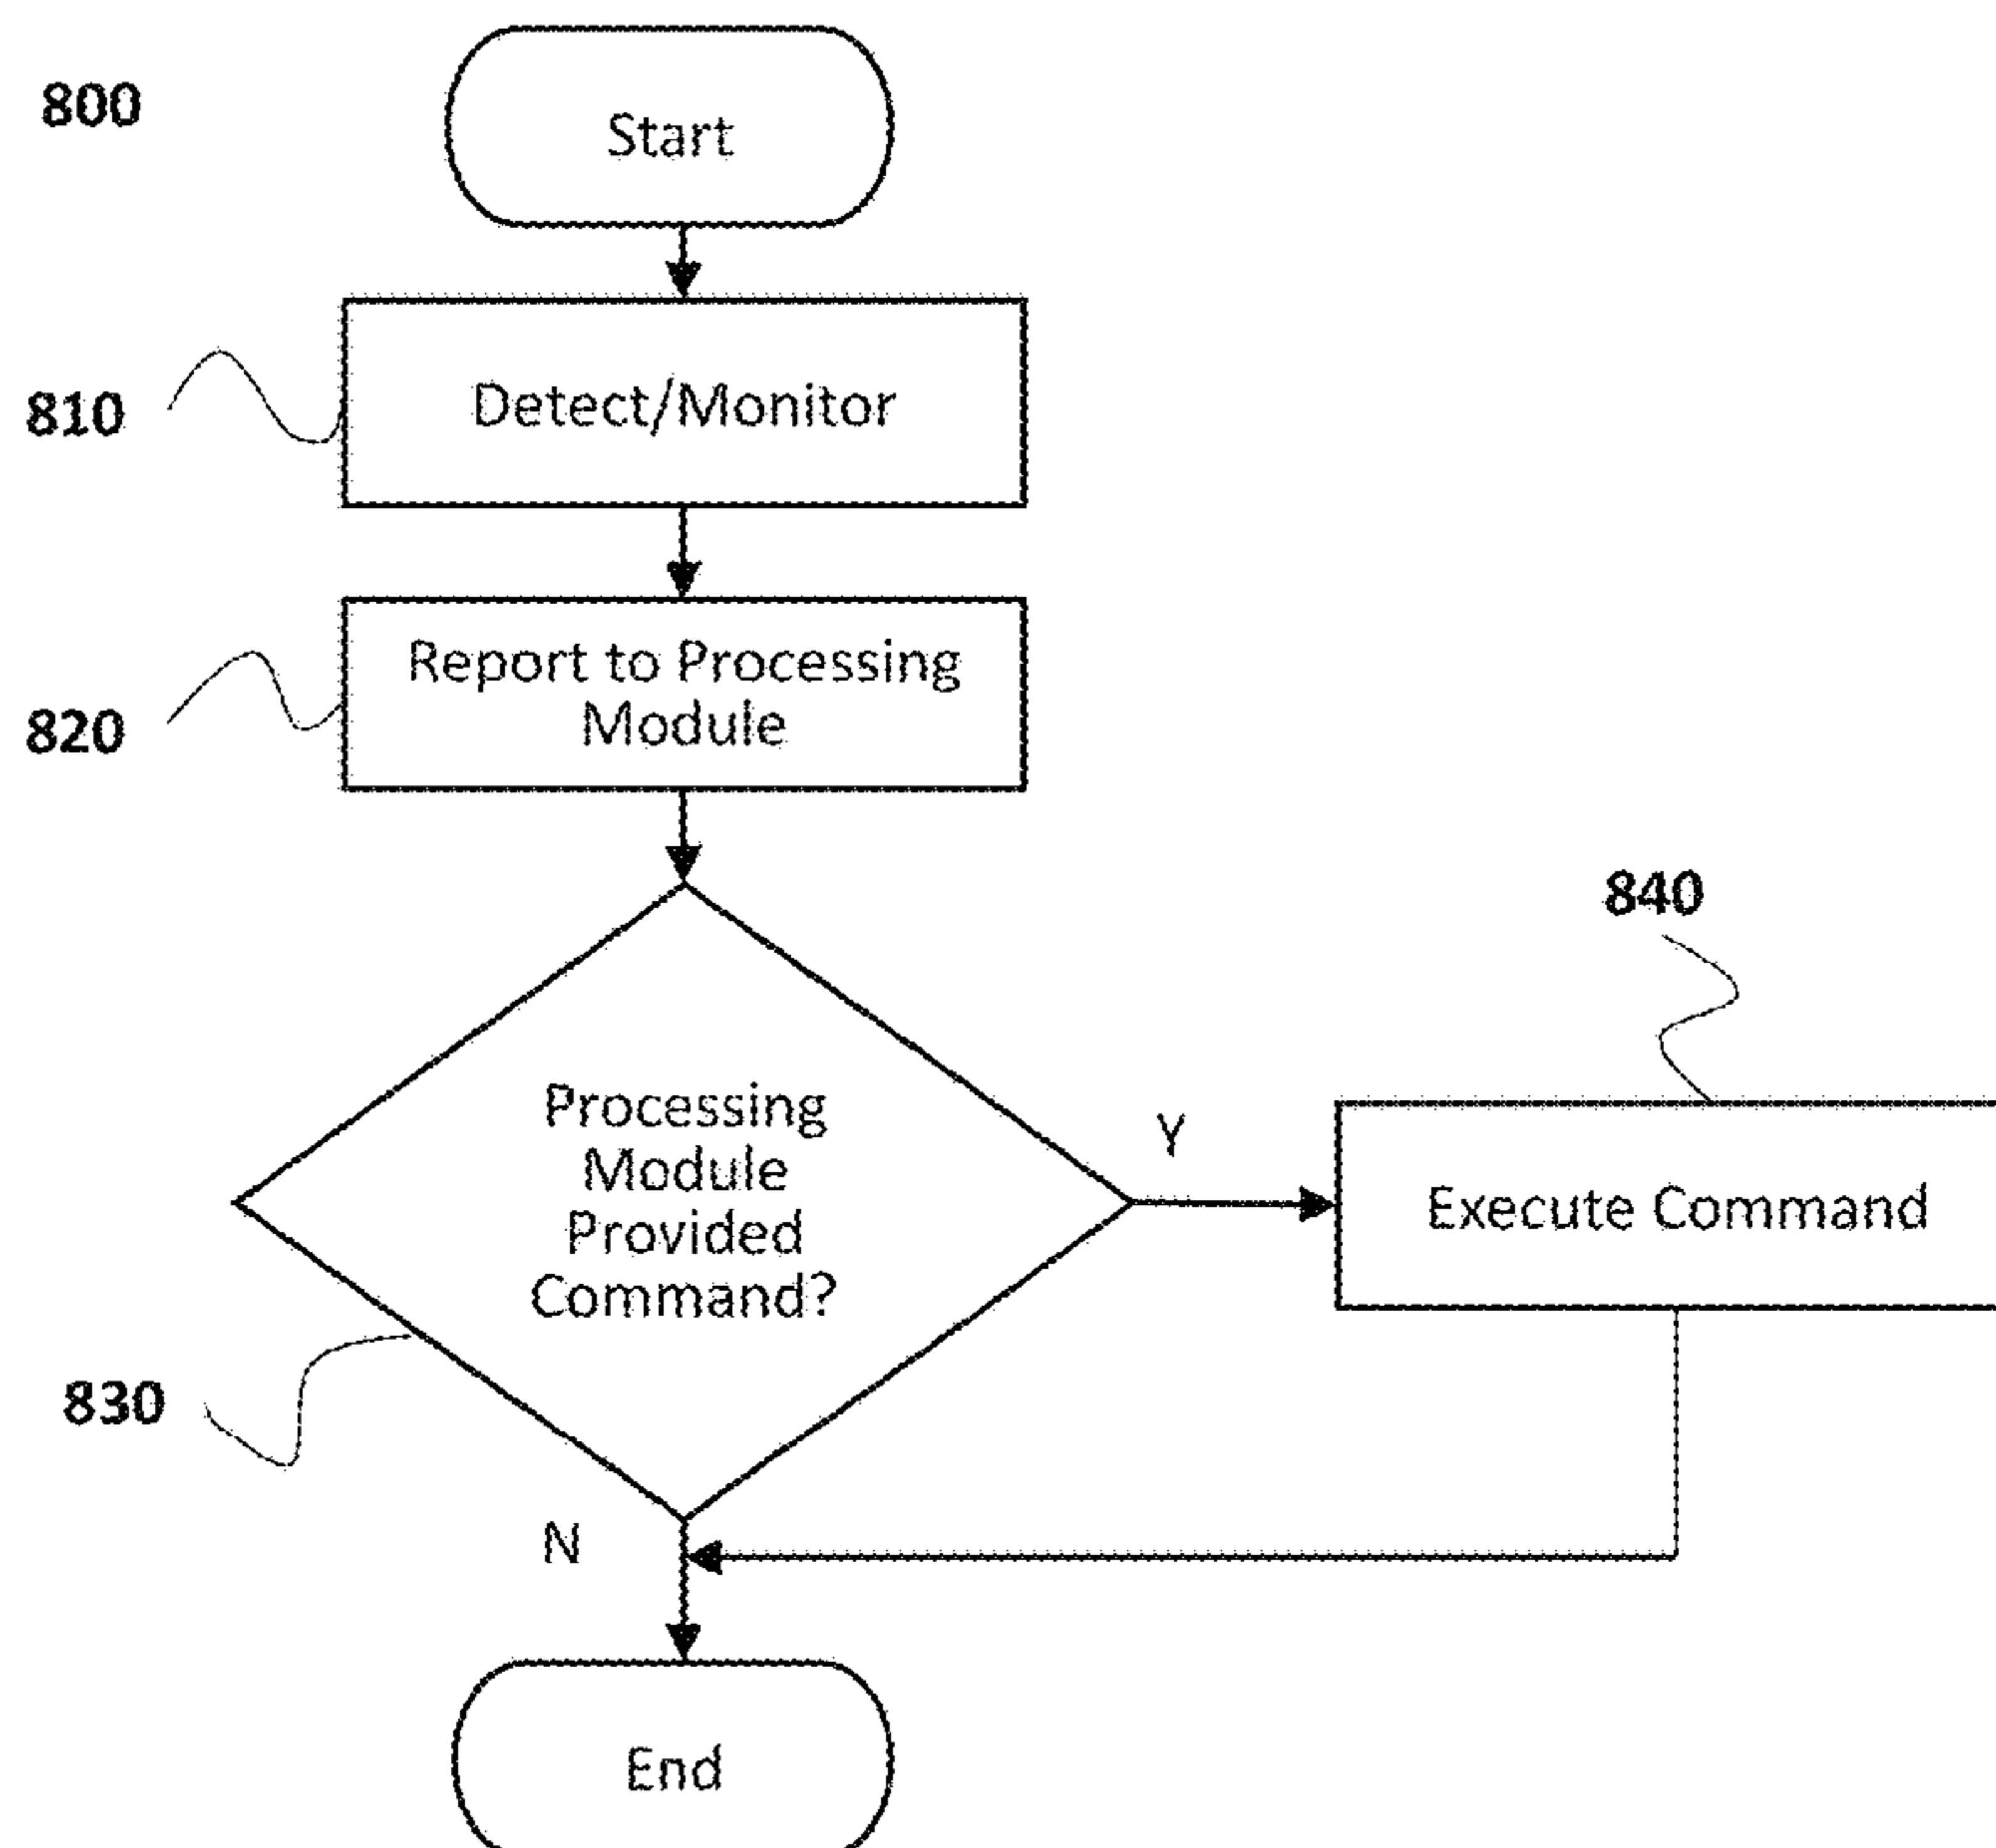 800
Start
810
Detect/Monitor
820
Report to Processing
Module
840
Processing
Module
Provided
Command?
Y
Execute Command
830
N
End